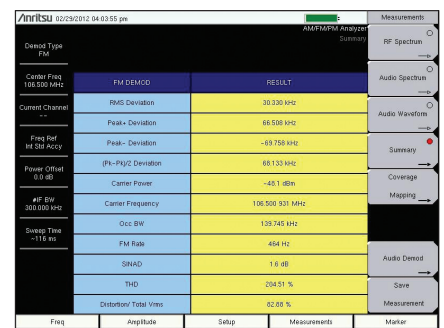 Anritsu 02/29/2012 04:03:55 pm
AM/FM/PM Analyzer
Summary
Demod Type
FM
Center Freq
106.500 MHz
Current Channel
--
Freq Ref
Int Std Accy
Power Offset
0.0 dB
#IF BW
300.000 kHz
Sweep Time
~116 ms
FM DEMOD RESULT
RMS Deviation 30.330 kHz
Peak+ Deviation 66.508 kHz
Peak- Deviation -69.758 kHz
(Pk-Pk)/2 Deviation 68.133 kHz
Carrier Power -48.1 dBm
Carrier Frequency 106.500 931 MHz
Occ BW 139.745 kHz
FM Rate 464 Hz
SINAD 1.6 dB
THD 284.51 %
Distortion/ Total Vrms 82.88 %
Measurements
RF Spectrum
Audio Spectrum
Audio Waveform
Summary
Coverage
Mapping
Audio Demod
Save
Measurement
Freq Amplitude Setup Measurements Marker